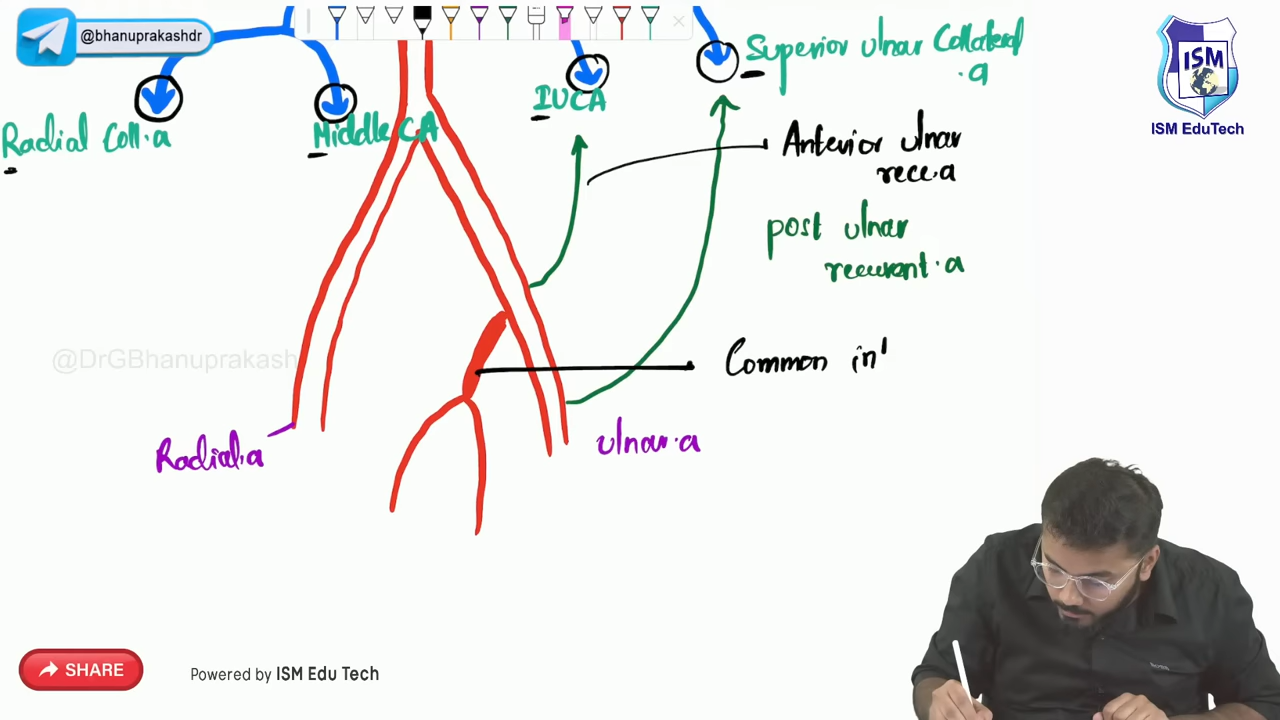 @bhanuprakashdr
Superior ulnar Collateral
.a
ISM
ISM EduTech
IUCA
Radial Coll.a
Middle CA
Anterior ulnar
rece.a
post ulnar
recurrent.a
@DrGBhanuprakash
Common in'
Radial.a
ulnar.a
SHARE
Powered by ISM Edu Tech